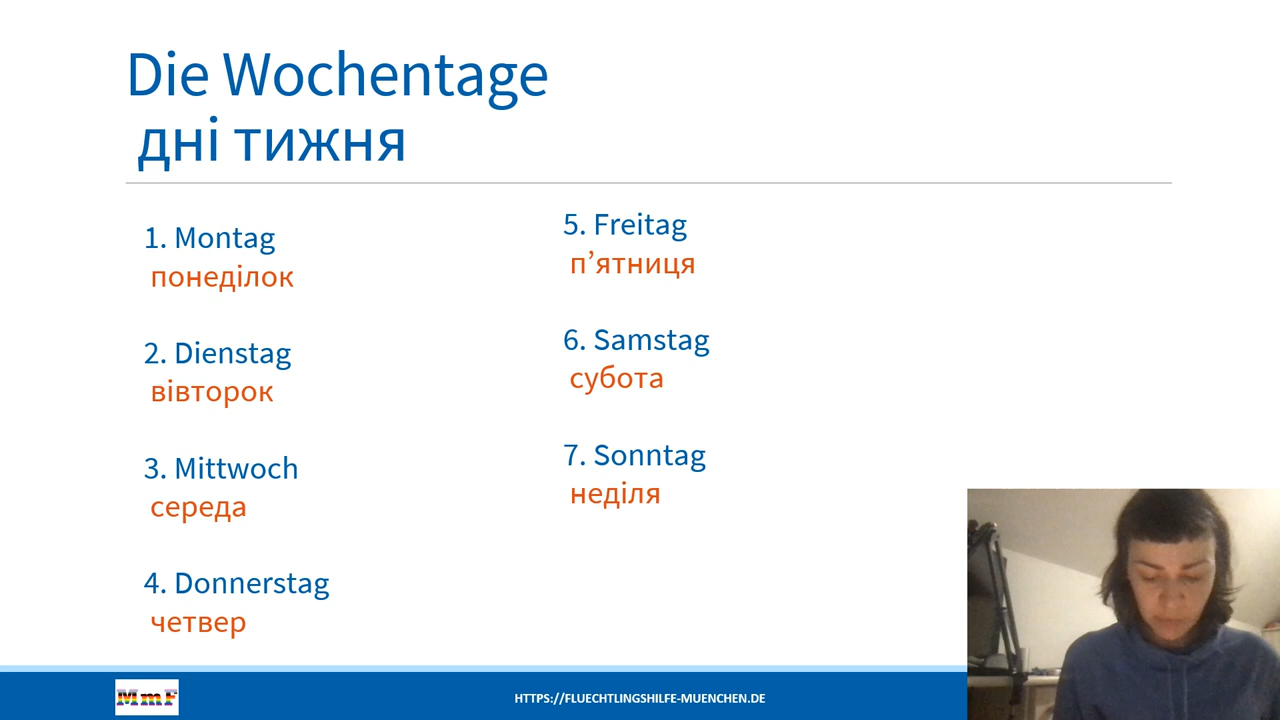 Die Wochentage
дні тижня
1. Montag
понеділок
2. Dienstag
вівторок
3. Mittwoch
середа
4. Donnerstag
четвер
5. Freitag
п’ятниця
6. Samstag
субота
7. Sonntag
неділя
MmF
HTTPS://FLUECHTLINGSHILFE-MUENCHEN.DE